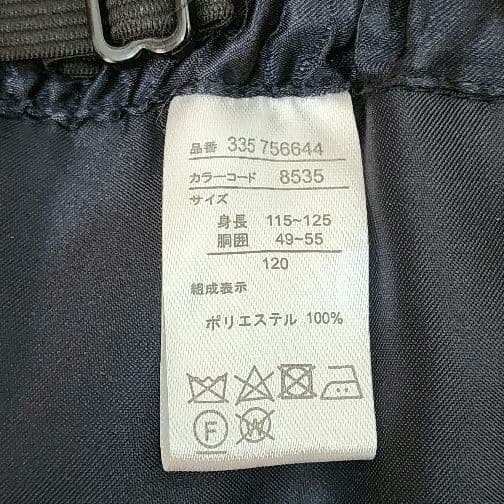 品番 335 756644
カラーコード 8535
サイズ
身長 115~125
胴囲 49~55
120
組成表示
ポリエステル 100%
F W